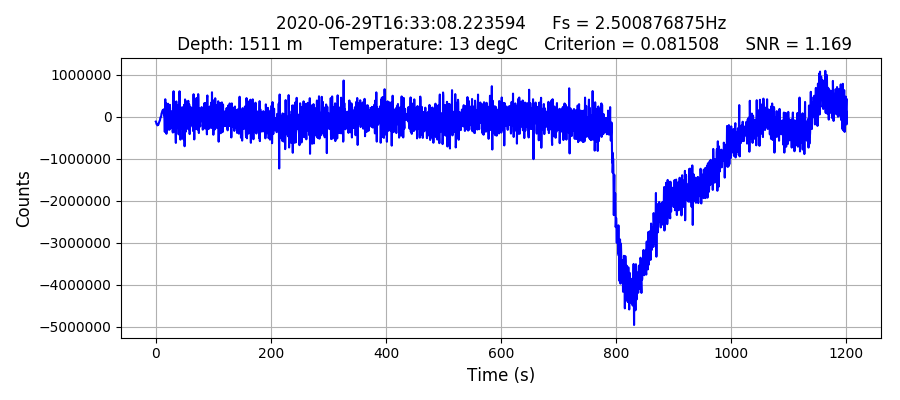 2020-06-29T16:33:08.223594 Fs = 2.500876875Hz
Depth: 1511 m Temperature: 13 degC Criterion = 0.081508 SNR = 1.169
1000000
0
−1000000
−2000000
−3000000
−4000000
−5000000
Counts
0 200 400 600 800 1000 1200
Time (s)